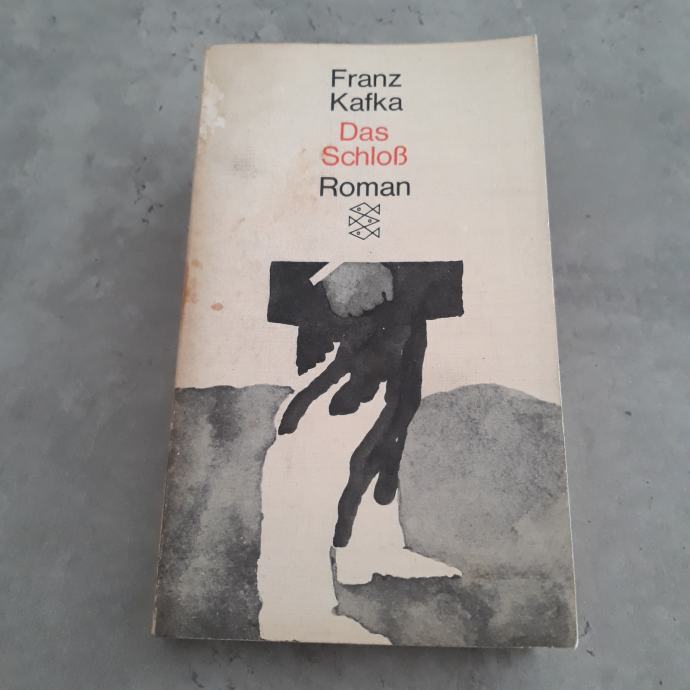 Franz
Kafka
Das
Schloß
Roman